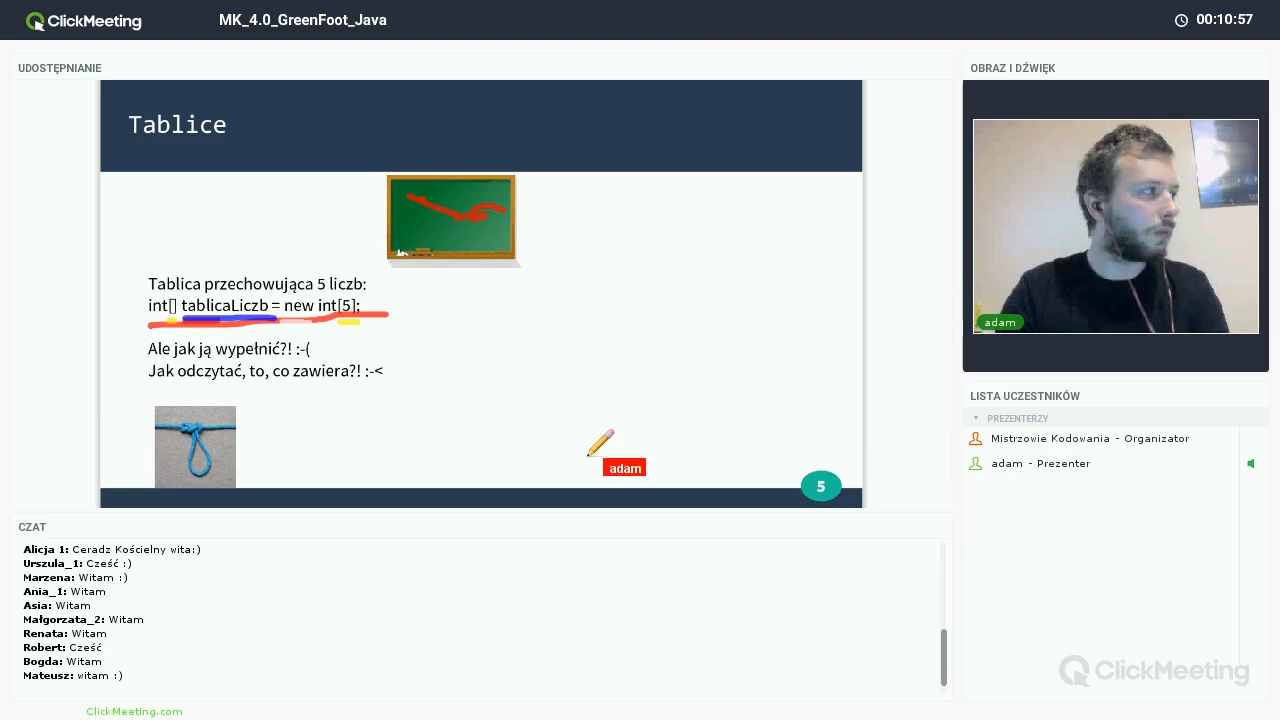 ClickMeeting
MK_4.0_GreenFoot_Java
00:10:57
UDOSTĘPNIANIE
Tablice
Tablica przechowująca 5 liczb:
int[] tablicaLiczb = new int[5];
Ale jak ją wypełnić?! :-(
Jak odczytać, to, co zawiera?! :-<
adam
5
OBRAZ I DŹWIĘK
adam
LISTA UCZESTNIKÓW
PREZENTERZY
Mistrzowie Kodowania - Organizator
adam - Prezenter
CZAT
Alicja 1: Ceradz Kościelny wita:)
Urszula_1: Cześć :)
Marzena: Witam :)
Ania_1: Witam
Asia: Witam
Małgorzata_2: Witam
Renata: Witam
Robert: Cześć
Bogda: Witam
Mateusz: witam :)
ClickMeeting
ClickMeeting.com